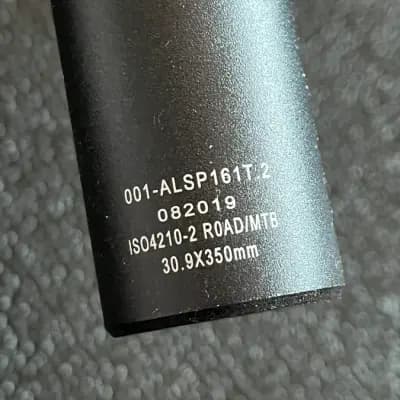 001-ALSP161T.2
082019
ISO4210-2 ROAD/MTB
30.9X350mm